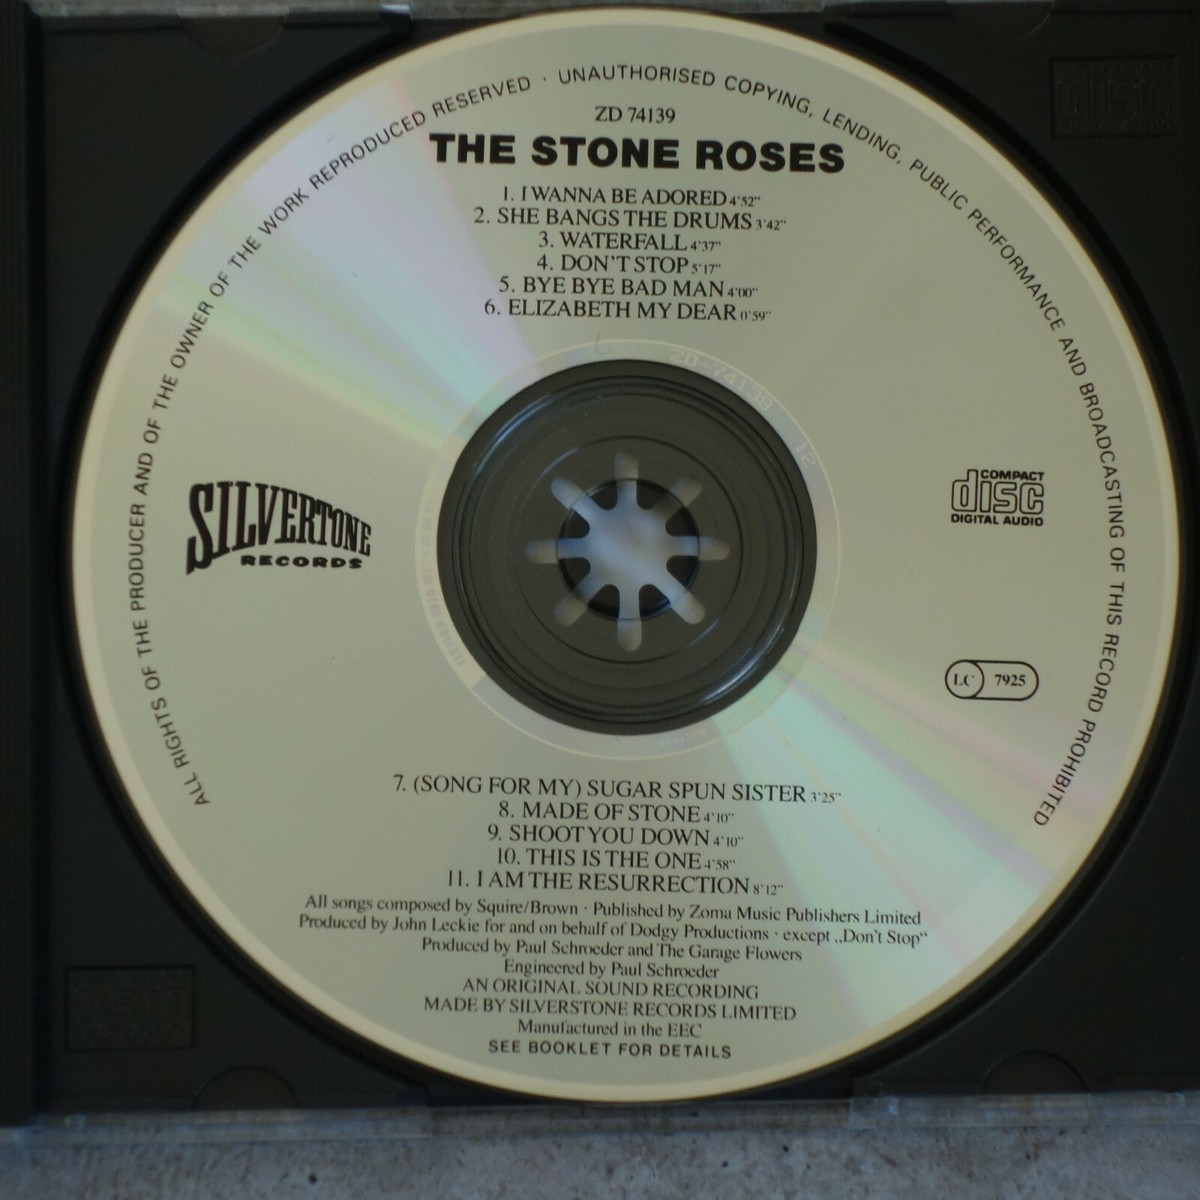 ALL RIGHTS OF THE PRODUCER AND OF THE OWNER OF THE WORK REPRODUCED RESERVED · UNAUTHORISED COPYING, LENDING, PUBLIC PERFORMANCE AND BROADCASTING OF THIS RECORD PROHIBITED
ZD 74139
THE STONE ROSES
1. I WANNA BE ADORED 4'52"
2. SHE BANGS THE DRUMS 3'42"
3. WATERFALL 4'37"
4. DON'T STOP 5'17"
5. BYE BYE BAD MAN 4'00"
6. ELIZABETH MY DEAR 0'59"
ZD-74139 12
SILVERTONE
RECORDS
COMPACT
disc
DIGITAL AUDIO
LC 7925
7. (SONG FOR MY) SUGAR SPUN SISTER 3'25"
8. MADE OF STONE 4'10"
9. SHOOT YOU DOWN 4'10"
10. THIS IS THE ONE 4'58"
11. I AM THE RESURRECTION 8'12"
All songs composed by Squire/Brown · Published by Zoma Music Publishers Limited
Produced by John Leckie for and on behalf of Dodgy Productions · except „Don't Stop“
Produced by Paul Schroeder and The Garage Flowers
Engineered by Paul Schroeder
AN ORIGINAL SOUND RECORDING
MADE BY SILVERSTONE RECORDS LIMITED
Manufactured in the EEC
SEE BOOKLET FOR DETAILS